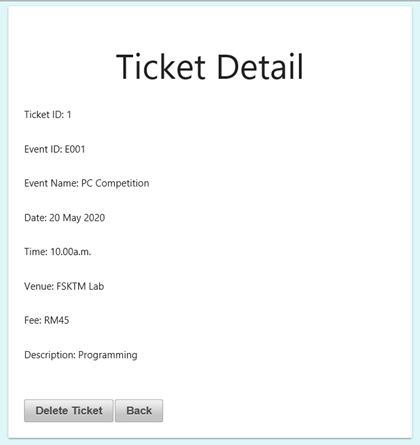 Ticket Detail
Ticket ID: 1
Event ID: E001
Event Name: PC Competition
Date: 20 May 2020
Time: 10.00a.m.
Venue: FSKTM Lab
Fee: RM45
Description: Programming
Delete Ticket Back